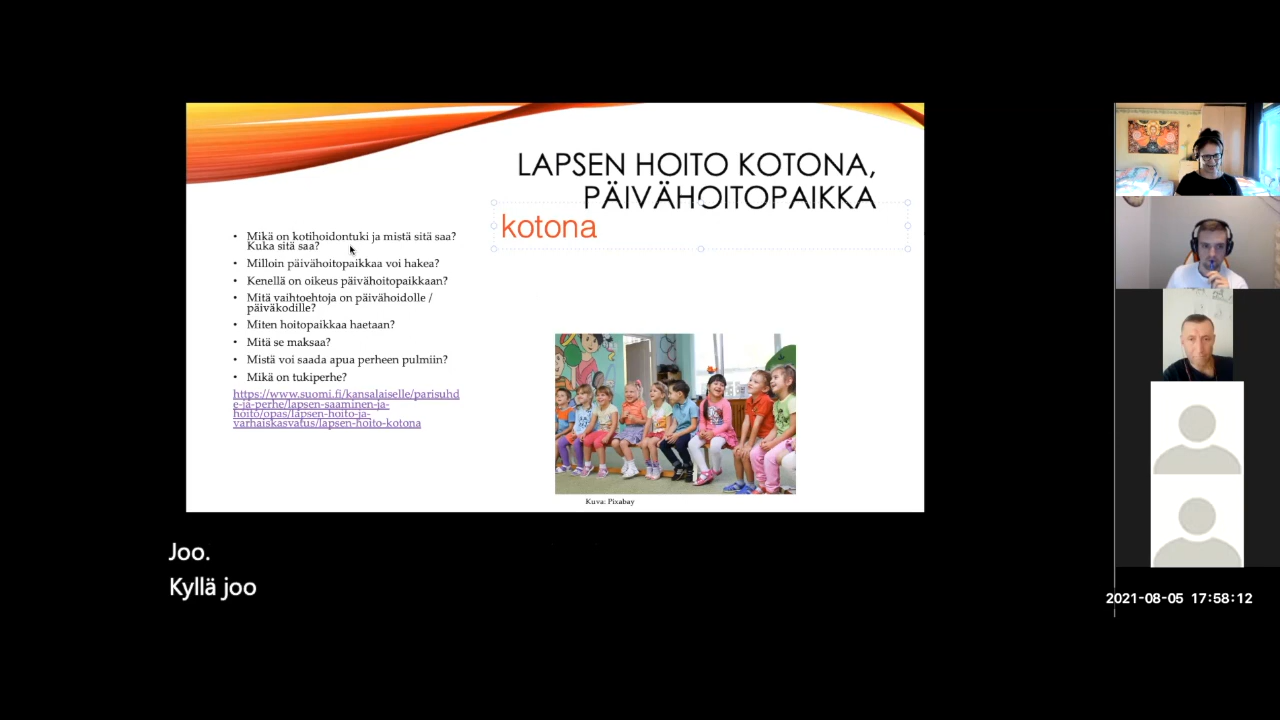 LAPSEN HOITO KOTONA,
PÄIVÄHOITOPAIKKA
kotona
• Mikä on kotihoidontuki ja mistä sitä saa?
Kuka sitä saa?
• Milloin päivähoitopaikkaa voi hakea?
• Kenellä on oikeus päivähoitopaikkaan?
• Mitä vaihtoehtoja on päivähoidolle /
päiväkodille?
• Miten hoitopaikkaa haetaan?
• Mitä se maksaa?
• Mistä voi saada apua perheen pulmiin?
• Mikä on tukiperhe?
https://www.suomi.fi/kansalaiselle/parisuhd
e-ja-perhe/lapsen-saaminen-ja-
hoito/opas/lapsen-hoito-ja-
varhaiskasvatus/lapsen-hoito-kotona
Kuva: Pixabay
Joo.
Kyllä joo
2021-08-05 17:58:12